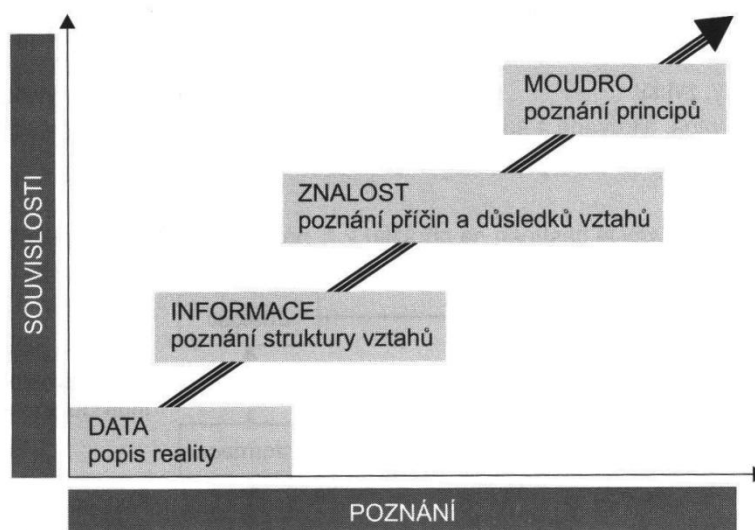 SOUVISLOSTI
MOUDRO
poznání principů
ZNALOST
poznání příčin a důsledků vztahů
INFORMACE
poznání struktury vztahů
DATA
popis reality
POZNÁNÍ